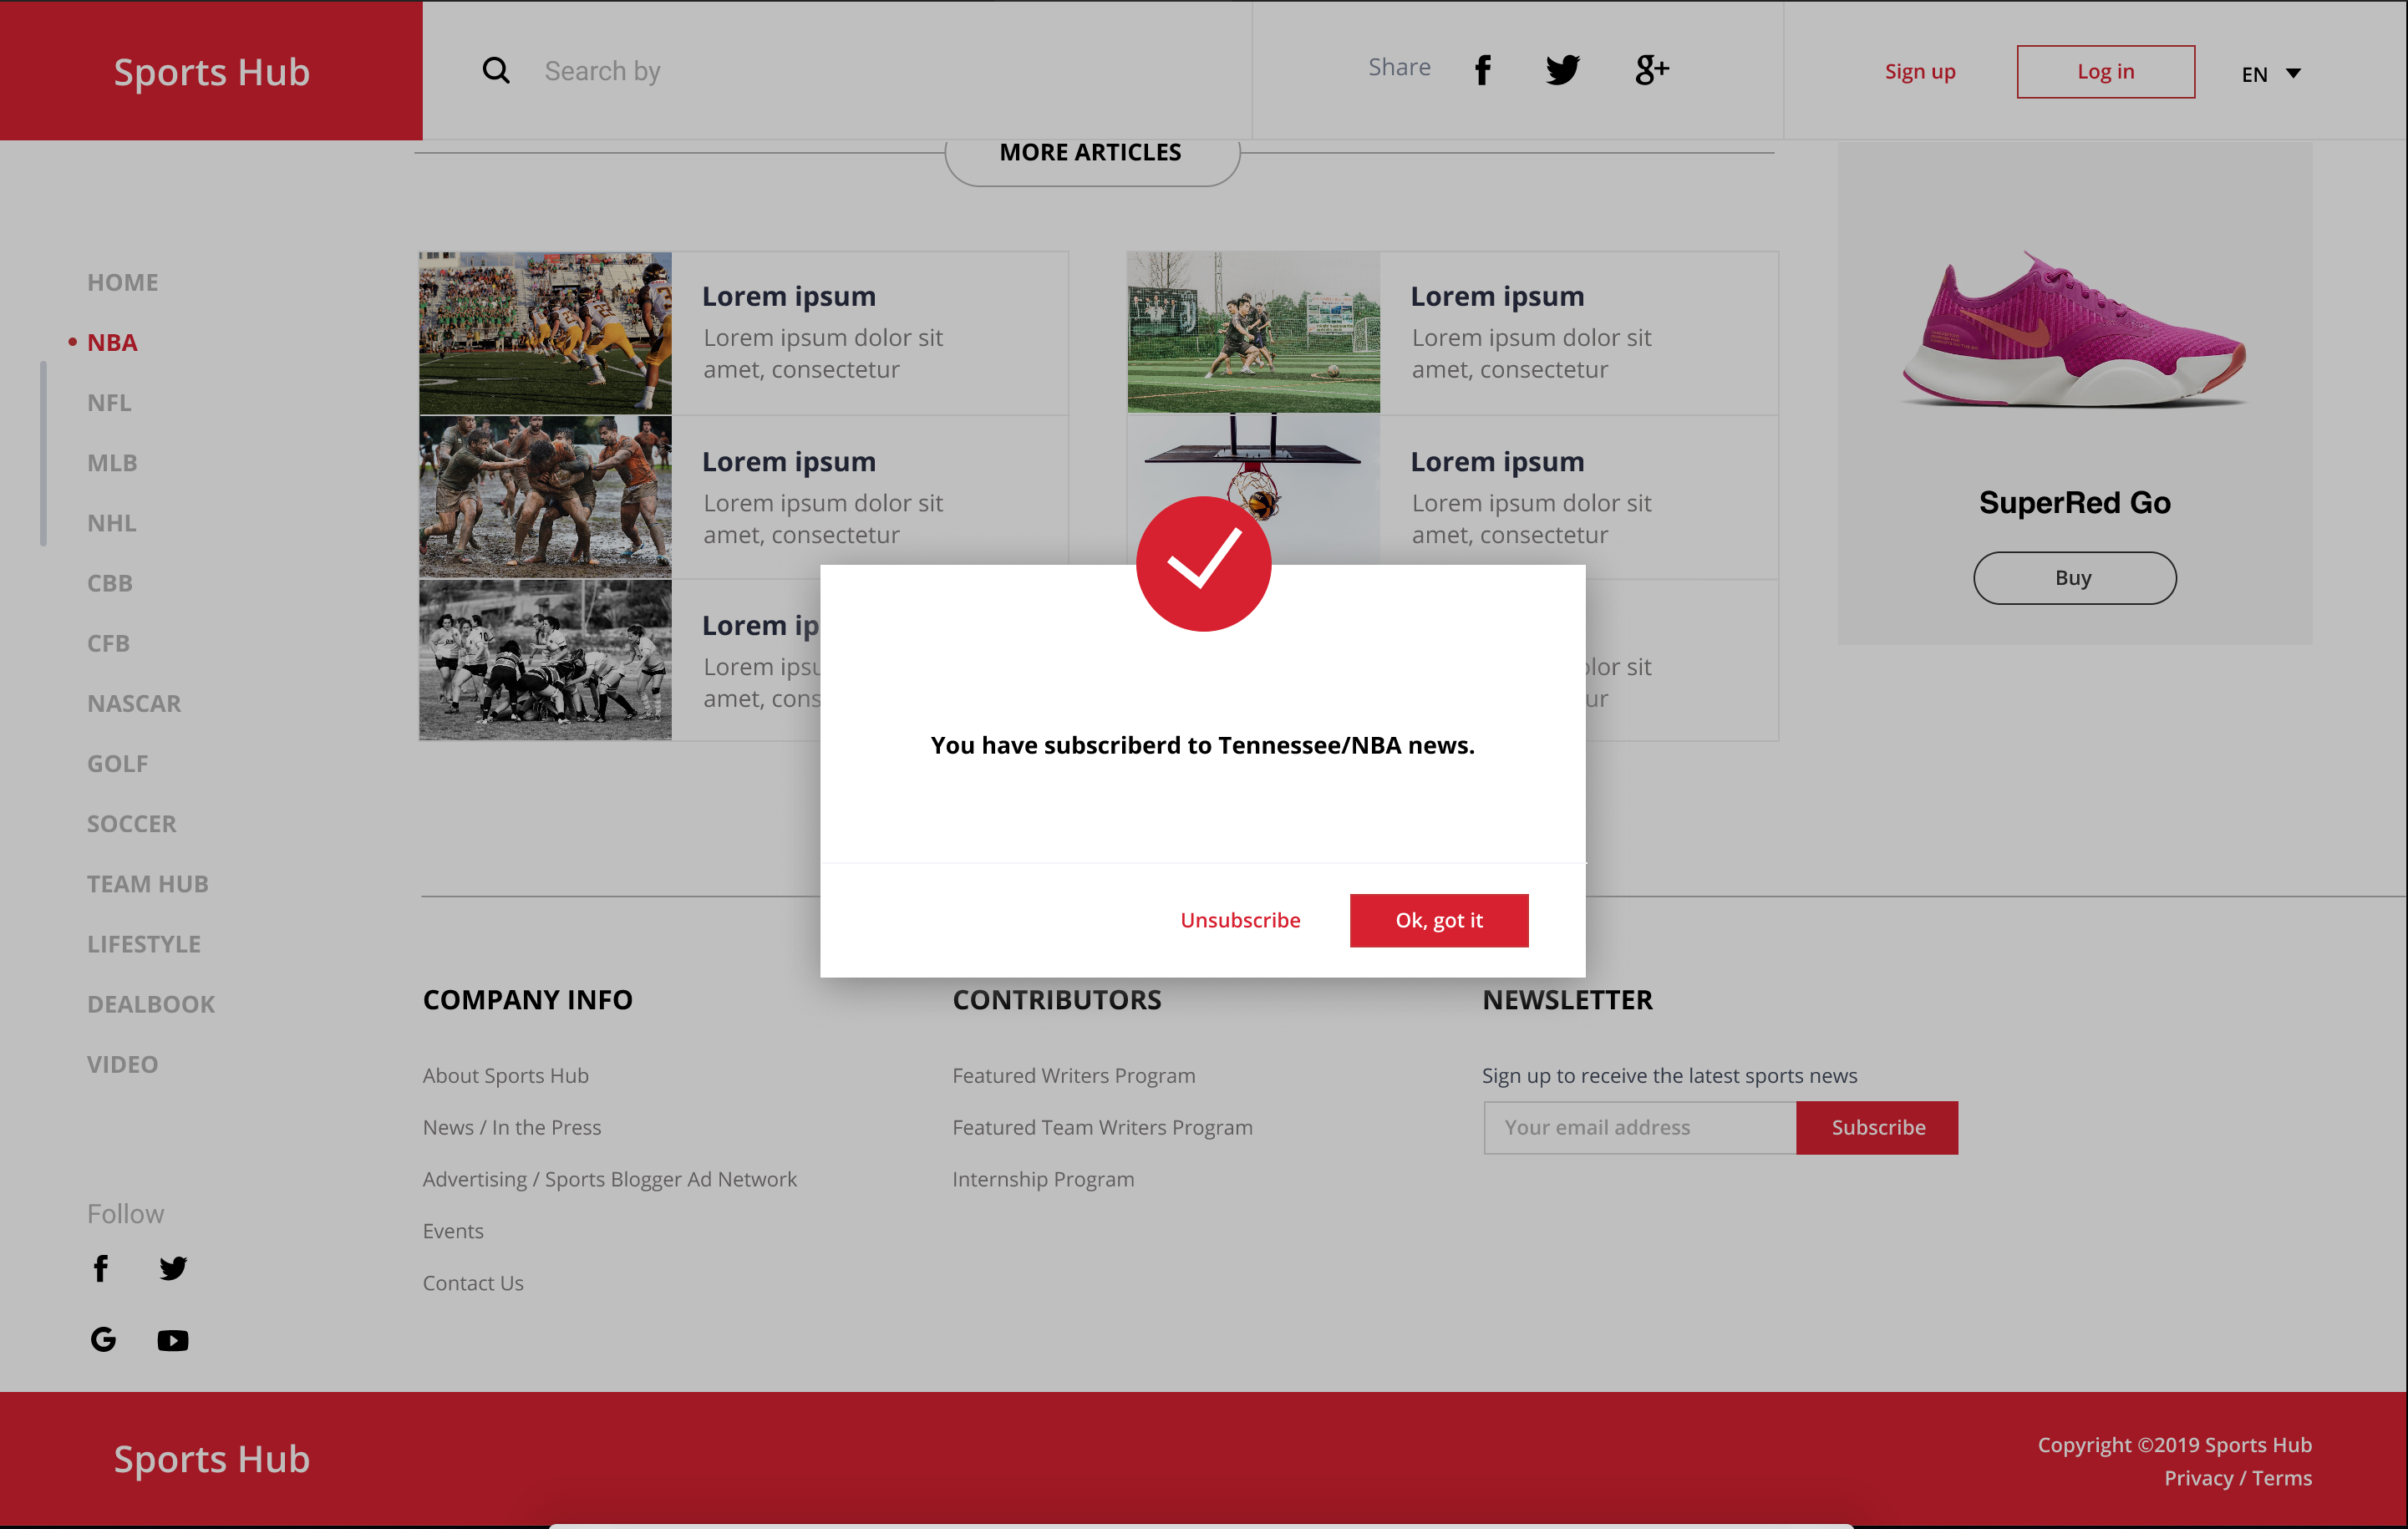 Sports Hub
Search by
Share
Sign up
Log in
EN
MORE ARTICLES
HOME
NBA
NFL
MLB
NHL
CBB
CFB
NASCAR
GOLF
SOCCER
TEAM HUB
LIFESTYLE
DEALBOOK
VIDEO
Follow
Lorem ipsum
Lorem ipsum dolor sit
amet, consectetur
Lorem ipsum
Lorem ipsum dolor sit
amet, consectetur
Lorem ip
Lorem ipsu
amet, cons
Lorem ipsum
Lorem ipsum dolor sit
amet, consectetur
Lorem ipsum
Lorem ipsum dolor sit
amet, consectetur
lor sit
ur
SuperRed Go
Buy
You have subscriberd to Tennessee/NBA news.
Unsubscribe
Ok, got it
COMPANY INFO
About Sports Hub
News / In the Press
Advertising / Sports Blogger Ad Network
Events
Contact Us
CONTRIBUTORS
Featured Writers Program
Featured Team Writers Program
Internship Program
NEWSLETTER
Sign up to receive the latest sports news
Your email address
Subscribe
Sports Hub
Copyright ©2019 Sports Hub
Privacy / Terms